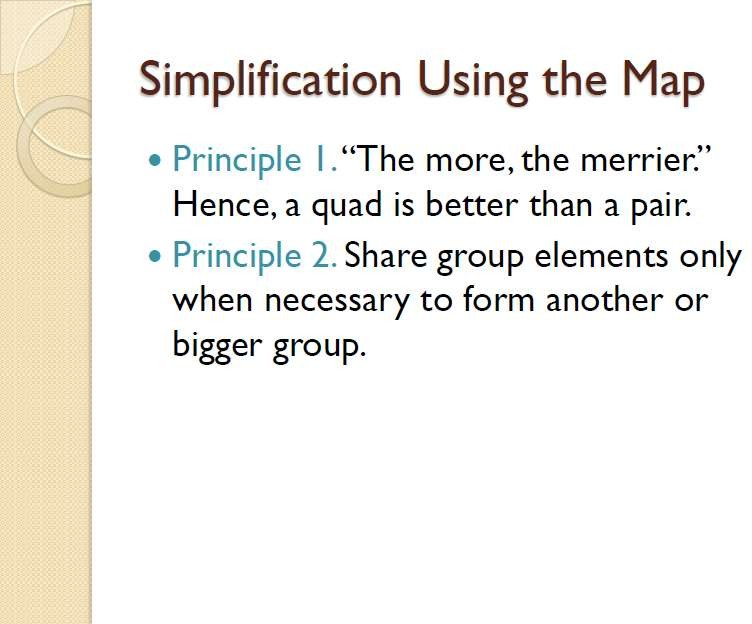 Simplification Using the Map
• Principle 1. “The more, the merrier.”
Hence, a quad is better than a pair.
• Principle 2. Share group elements only
when necessary to form another or
bigger group.